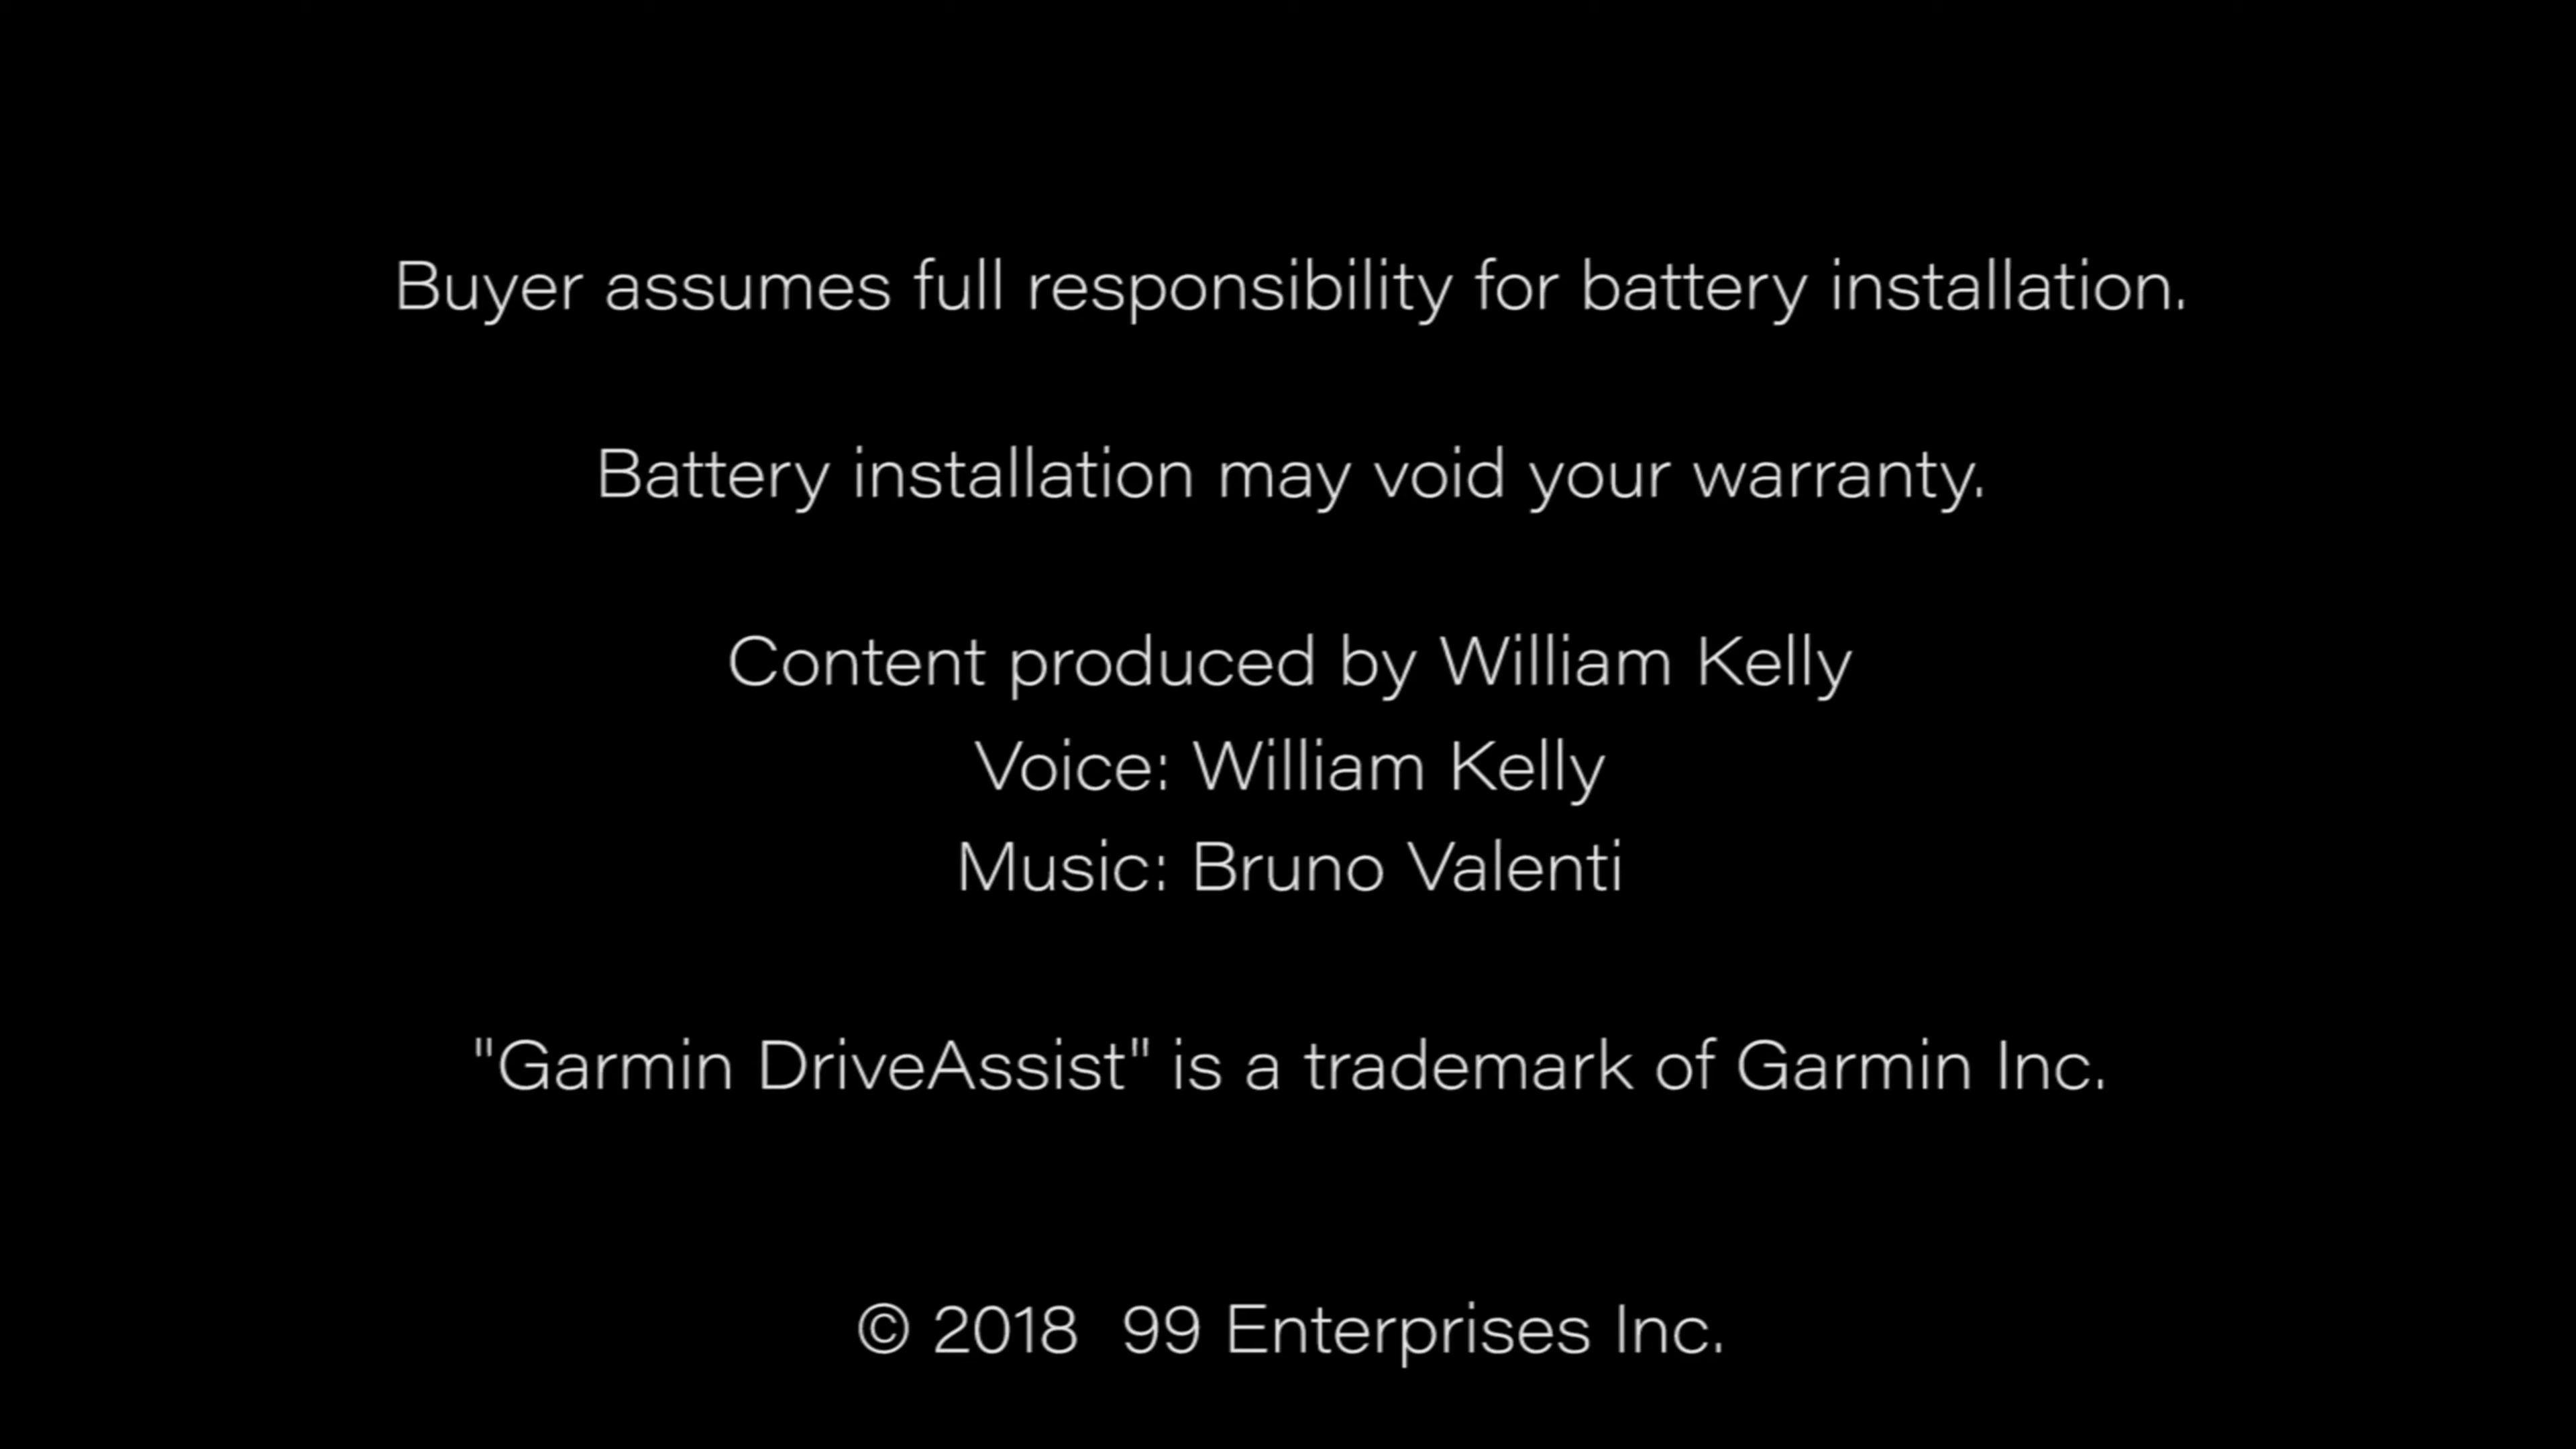 Buyer assumes full responsibility for battery installation.
Battery installation may void your warranty.
Content produced by William Kelly
Voice: William Kelly
Music: Bruno Valenti
"Garmin DriveAssist" is a trademark of Garmin Inc.
© 2018  99 Enterprises Inc.